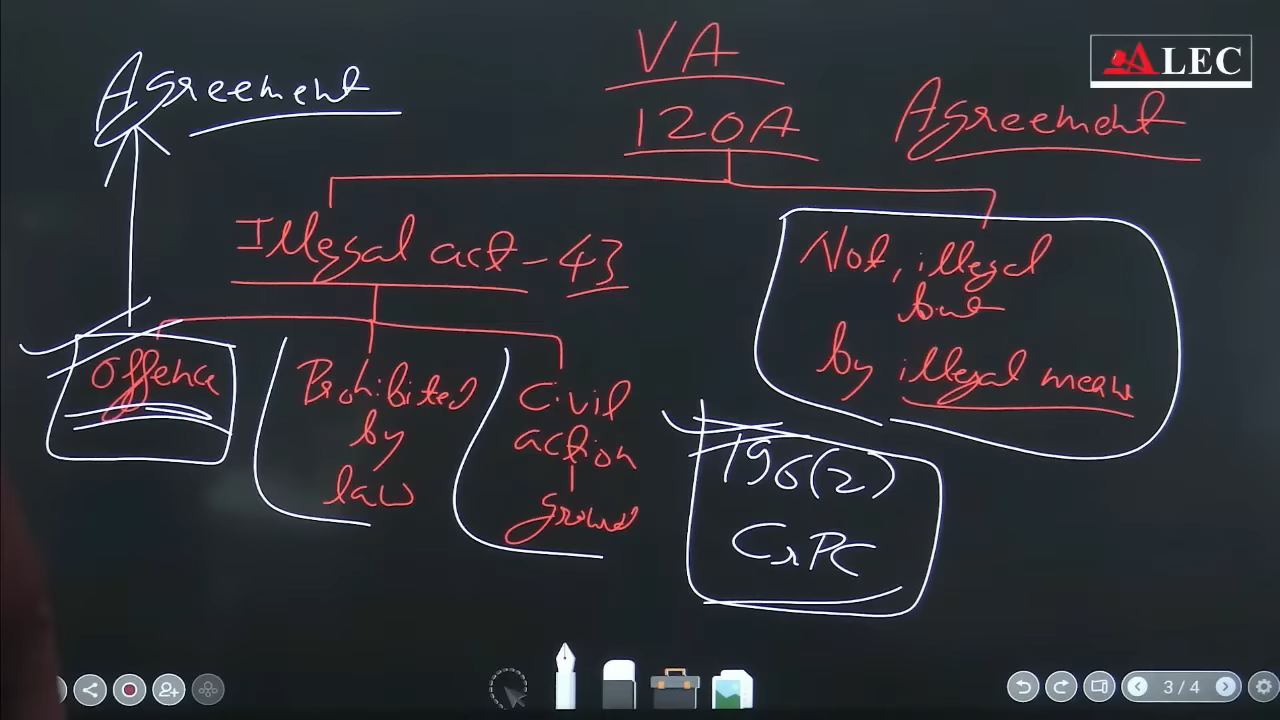 ALEC
VA
120A
Agreement
Agreement
Illegal act - 43
Not, illegal
but
by illegal means
Offence
Prohibited
by
law
Civil
action
ground
196(2)
CrPC
3 / 4